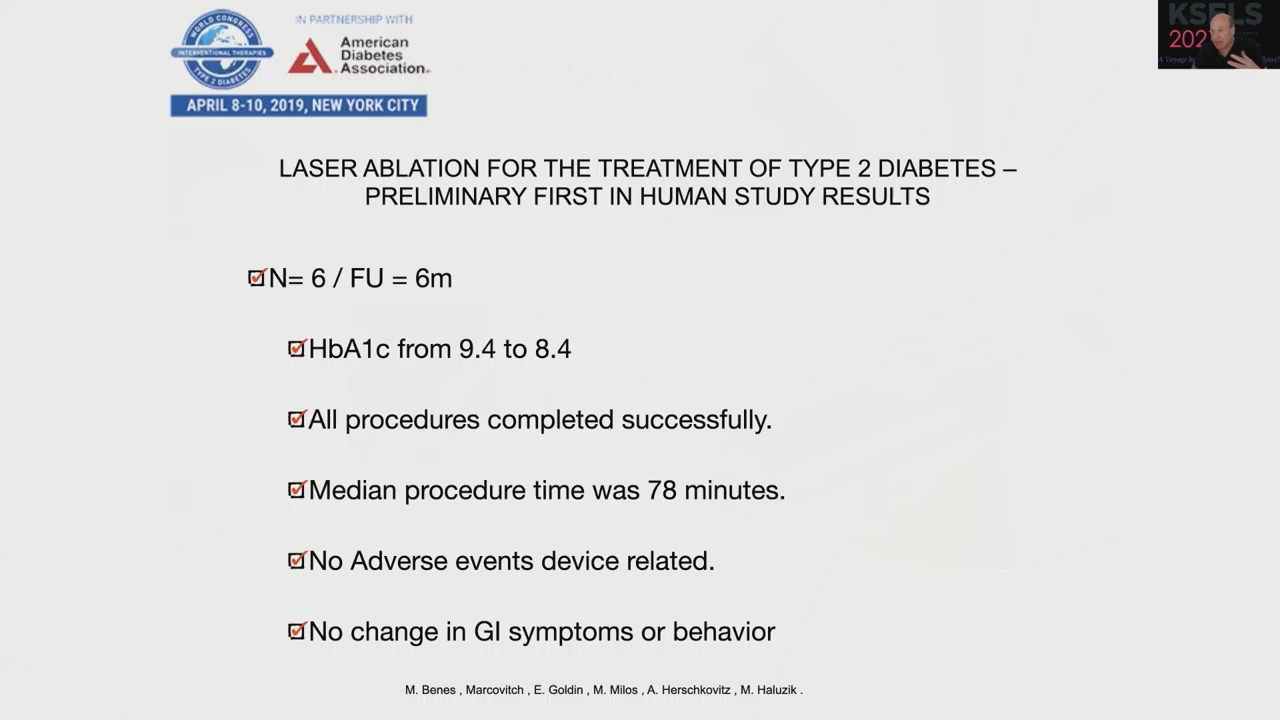 WORLD CONGRESS
INTERVENTIONAL THERAPIES
TYPE 2 DIABETES
IN PARTNERSHIP WITH
American
Diabetes
Association.
APRIL 8-10, 2019, NEW YORK CITY
KSELS
202
A Voyage
LASER ABLATION FOR THE TREATMENT OF TYPE 2 DIABETES –
PRELIMINARY FIRST IN HUMAN STUDY RESULTS
N= 6 / FU = 6m
HbA1c from 9.4 to 8.4
All procedures completed successfully.
Median procedure time was 78 minutes.
No Adverse events device related.
No change in GI symptoms or behavior
M. Benes , Marcovitch , E. Goldin , M. Milos , A. Herschkovitz , M. Haluzik .